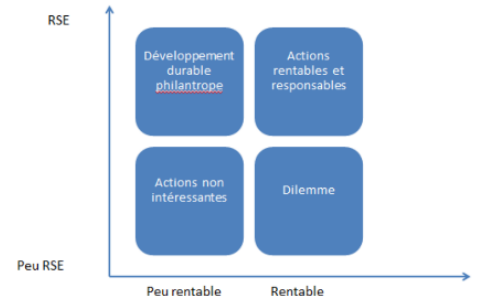 RSE
Développement
durable
philantrope
Actions
rentables et
responsables
Actions non
intéressantes
Dilemme
Peu RSE
Peu rentable
Rentable